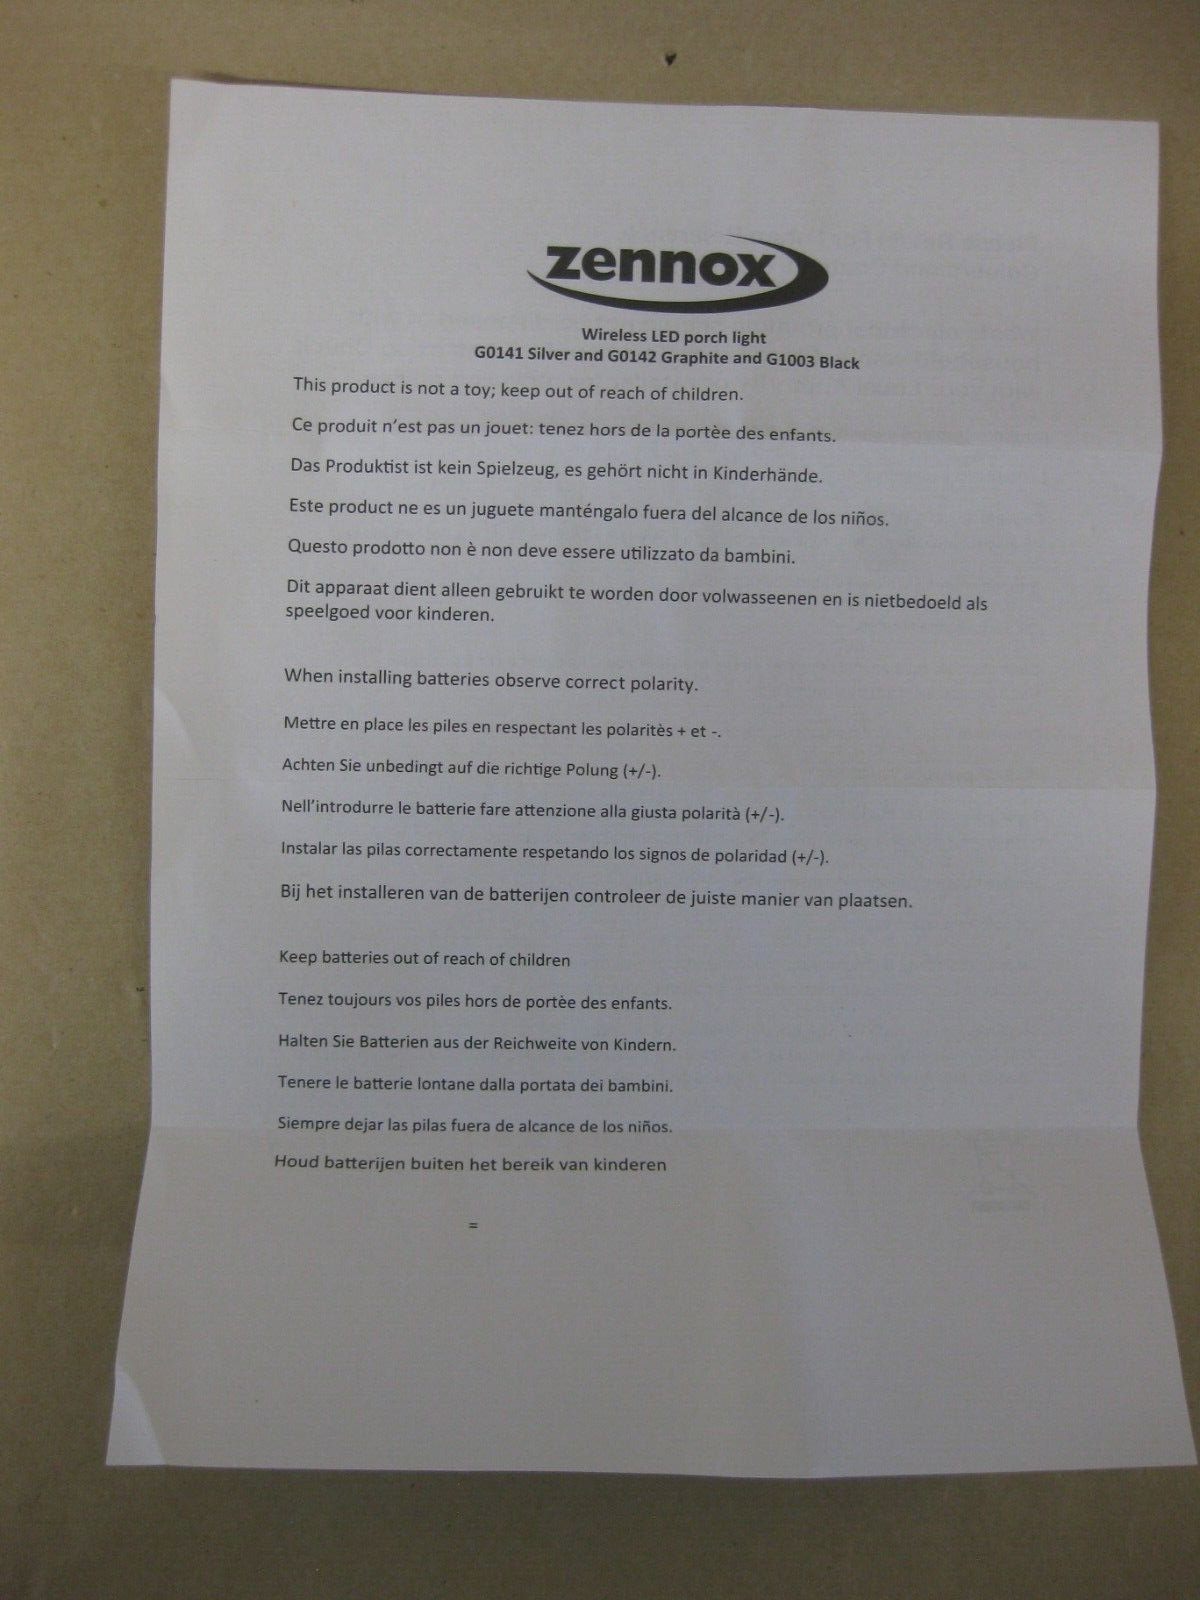 zennox
Wireless LED porch light
G0141 Silver and G0142 Graphite and G1003 Black
This product is not a toy; keep out of reach of children.
Ce produit n’est pas un jouet: tenez hors de la portèe des enfants.
Das Produktist ist kein Spielzeug, es gehört nicht in Kinderhände.
Este product ne es un juguete manténgalo fuera del alcance de los niños.
Questo prodotto non è non deve essere utilizzato da bambini.
Dit apparaat dient alleen gebruikt te worden door volwasseenen en is nietbedoeld als
speelgoed voor kinderen.
When installing batteries observe correct polarity.
Mettre en place les piles en respectant les polaritès + et -.
Achten Sie unbedingt auf die richtige Polung (+/-).
Nell’introdurre le batterie fare attenzione alla giusta polarità (+/-).
Instalar las pilas correctamente respetando los signos de polaridad (+/-).
Bij het installeren van de batterijen controleer de juiste manier van plaatsen.
Keep batteries out of reach of children
Tenez toujours vos piles hors de portèe des enfants.
Halten Sie Batterien aus der Reichweite von Kindern.
Tenere le batterie lontane dalla portata dei bambini.
Siempre dejar las pilas fuera de alcance de los niños.
Houd batterijen buiten het bereik van kinderen
=